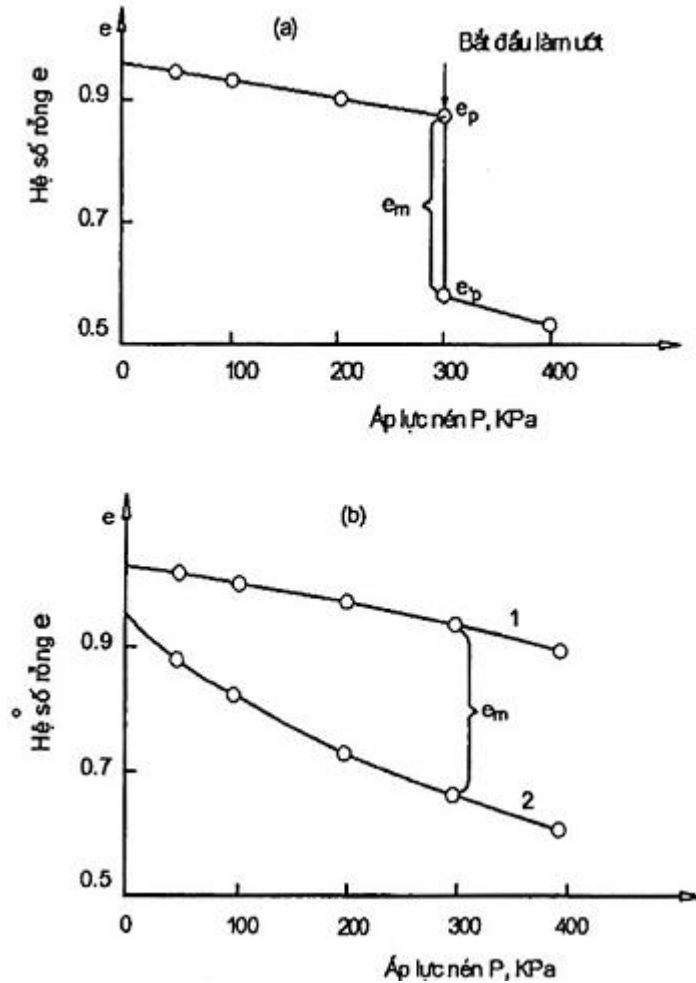 (a)
e
Bắt đầu làm ướt
0.9
eₚ
Hệ số rỗng e
0.7
eₘ
e'ₚ
0.5
0 100 200 300 400
Áp lực nén P, KPa
(b)
e
1
0.9
Hệ số rỗng e
eₘ
0.7
2
0.5
0 100 200 300 400
Áp lực nén P, KPa